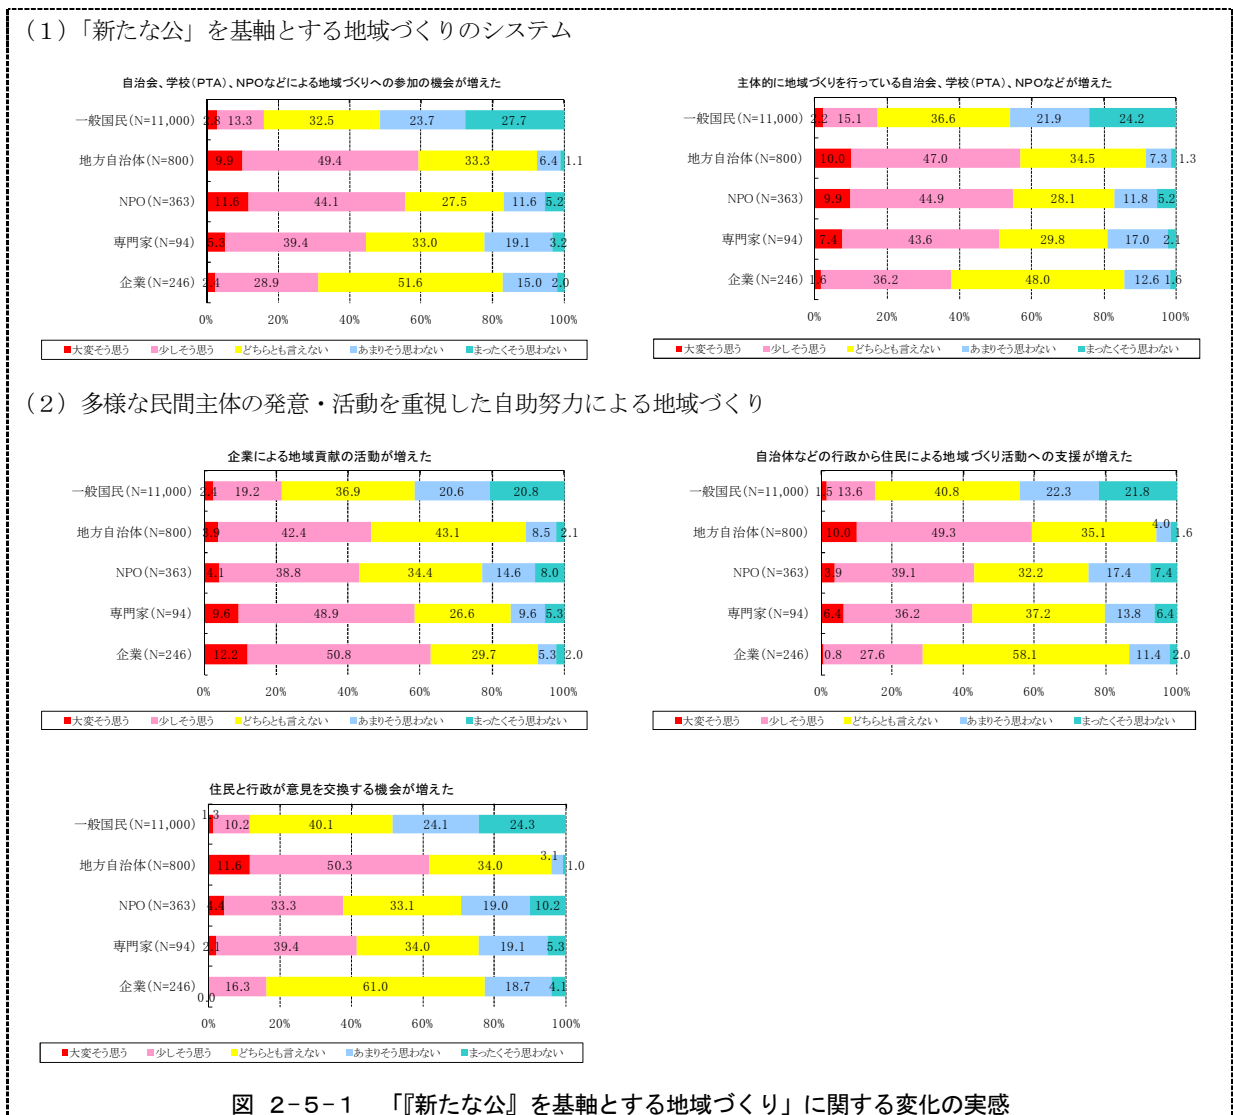 （1）「新たな公」を基軸とする地域づくりのシステム
自治会、学校(PTA)、NPOなどによる地域づくりへの参加の機会が増えた
一般国民(N=11,000) 2.8 13.3 32.5 23.7 27.7
地方自治体(N=800) 9.9 49.4 33.3 6.4 1.1
NPO(N=363) 11.6 44.1 27.5 11.6 5.2
専門家(N=94) 5.3 39.4 33.0 19.1 3.2
企業(N=246) 2.4 28.9 51.6 15.0 2.0
0% 20% 40% 60% 80% 100%
■大変そう思う ■少しそう思う ■どちらとも言えない ■あまりそう思わない ■まったくそう思わない
主体的に地域づくりを行っている自治会、学校(PTA)、NPOなどが増えた
一般国民(N=11,000) 2.2 15.1 36.6 21.9 24.2
地方自治体(N=800) 10.0 47.0 34.5 7.3 1.3
NPO(N=363) 9.9 44.9 28.1 11.8 5.2
専門家(N=94) 7.4 43.6 29.8 17.0 2.1
企業(N=246) 1.6 36.2 48.0 12.6 1.6
0% 20% 40% 60% 80% 100%
■大変そう思う ■少しそう思う ■どちらとも言えない ■あまりそう思わない ■まったくそう思わない
（2）多様な民間主体の発意・活動を重視した自助努力による地域づくり
企業による地域貢献の活動が増えた
一般国民(N=11,000) 2.4 19.2 36.9 20.6 20.8
地方自治体(N=800) 3.9 42.4 43.1 8.5 2.1
NPO(N=363) 4.1 38.8 34.4 14.6 8.0
専門家(N=94) 9.6 48.9 26.6 9.6 5.3
企業(N=246) 12.2 50.8 29.7 5.3 2.0
0% 20% 40% 60% 80% 100%
■大変そう思う ■少しそう思う ■どちらとも言えない ■あまりそう思わない ■まったくそう思わない
自治体などの行政から住民による地域づくり活動への支援が増えた
一般国民(N=11,000) 1.5 13.6 40.8 22.3 21.8
地方自治体(N=800) 10.0 49.3 35.1 4.0 1.6
NPO(N=363) 3.9 39.1 32.2 17.4 7.4
専門家(N=94) 6.4 36.2 37.2 13.8 6.4
企業(N=246) 0.8 27.6 58.1 11.4 2.0
0% 20% 40% 60% 80% 100%
■大変そう思う ■少しそう思う ■どちらとも言えない ■あまりそう思わない ■まったくそう思わない
住民と行政が意見を交換する機会が増えた
一般国民(N=11,000) 1.3 10.2 40.1 24.1 24.3
地方自治体(N=800) 11.6 50.3 34.0 3.1 1.0
NPO(N=363) 4.4 33.3 33.1 19.0 10.2
専門家(N=94) 2.1 39.4 34.0 19.1 5.3
企業(N=246) 0.0 16.3 61.0 18.7 4.1
0% 20% 40% 60% 80% 100%
■大変そう思う ■少しそう思う ■どちらとも言えない ■あまりそう思わない ■まったくそう思わない
図 2-5-1 「『新たな公』を基軸とする地域づくり」に関する変化の実感